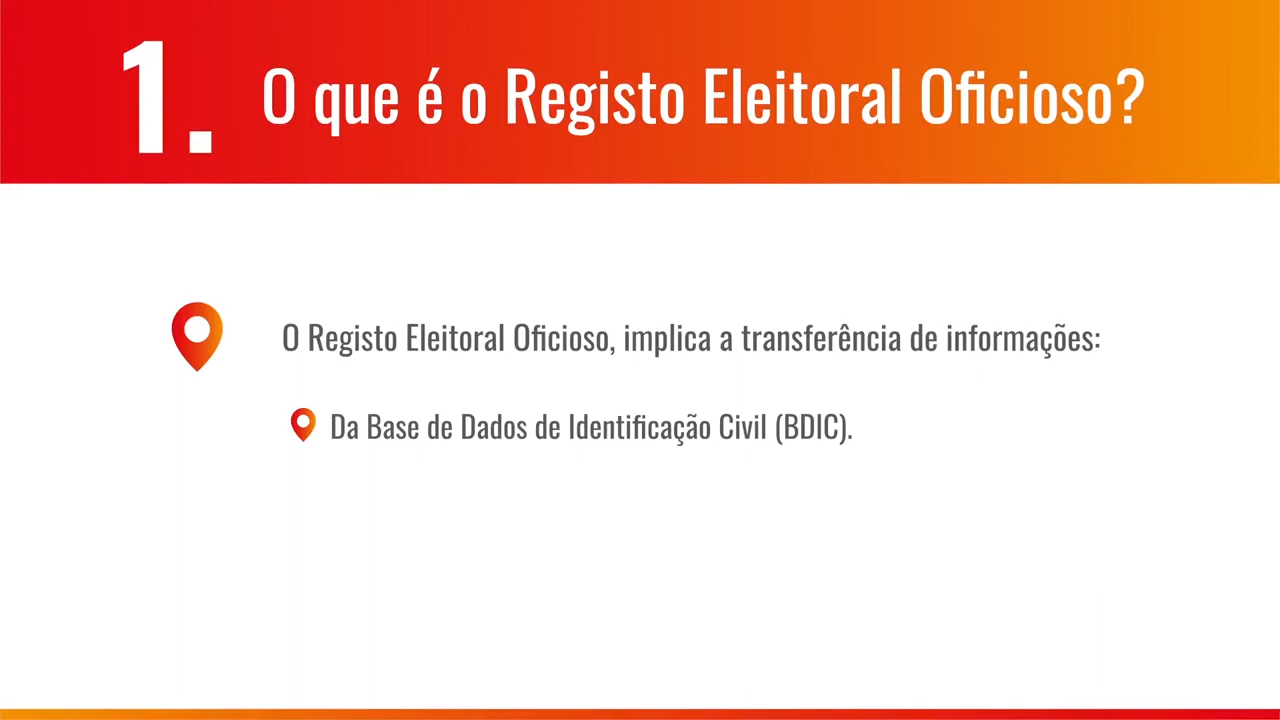 1. O que é o Registo Eleitoral Oficioso?
O Registo Eleitoral Oficioso, implica a transferência de informações:
Da Base de Dados de Identificação Civil (BDIC).